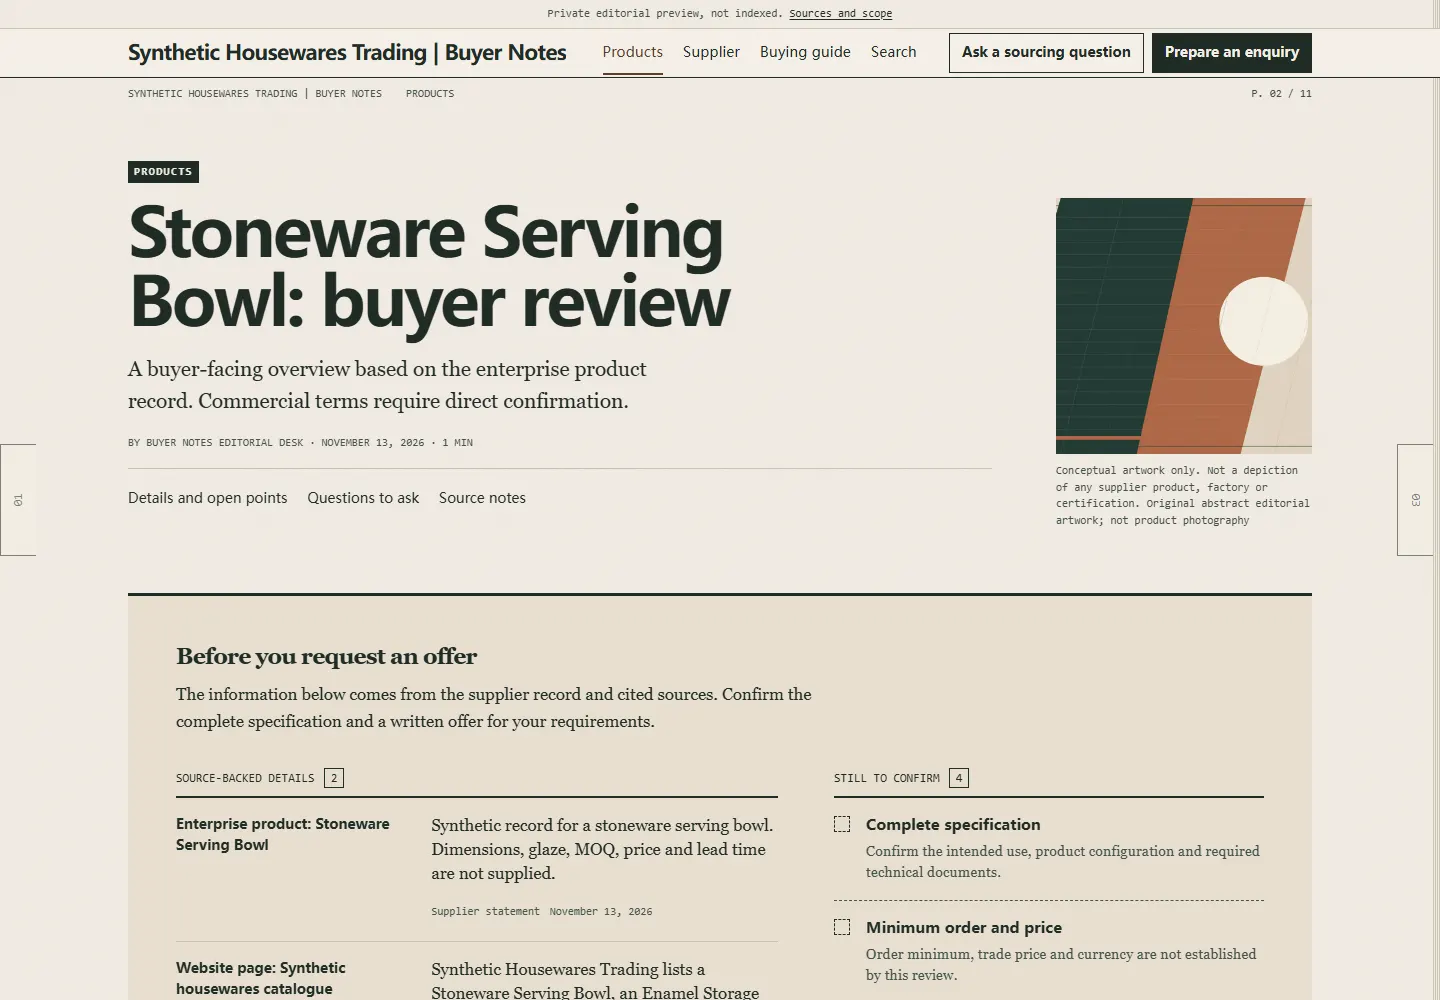 Private editorial preview, not indexed. Sources and scope
Synthetic Housewares Trading | Buyer Notes
Products
Supplier
Buying guide
Search
Ask a sourcing question
Prepare an enquiry
SYNTHETIC HOUSEWARES TRADING | BUYER NOTES
PRODUCTS
P. 02 / 11
PRODUCTS
Stoneware Serving
Bowl: buyer review
A buyer-facing overview based on the enterprise product
record. Commercial terms require direct confirmation.
BY BUYER NOTES EDITORIAL DESK · NOVEMBER 13, 2026 · 1 MIN
Details and open points
Questions to ask
Source notes
Conceptual artwork only. Not a depiction
of any supplier product, factory or
certification. Original abstract editorial
artwork; not product photography
01
03
Before you request an offer
The information below comes from the supplier record and cited sources. Confirm the
complete specification and a written offer for your requirements.
SOURCE-BACKED DETAILS 2
Enterprise product: Stoneware
Serving Bowl
Synthetic record for a stoneware serving bowl.
Dimensions, glaze, MOQ, price and lead time
are not supplied.
Supplier statement November 13, 2026
Website page: Synthetic
housewares catalogue
Synthetic Housewares Trading lists a
Stoneware Serving Bowl, an Enamel Storage
STILL TO CONFIRM 4
Complete specification
Confirm the intended use, product configuration and required
technical documents.
Minimum order and price
Order minimum, trade price and currency are not established
by this review.